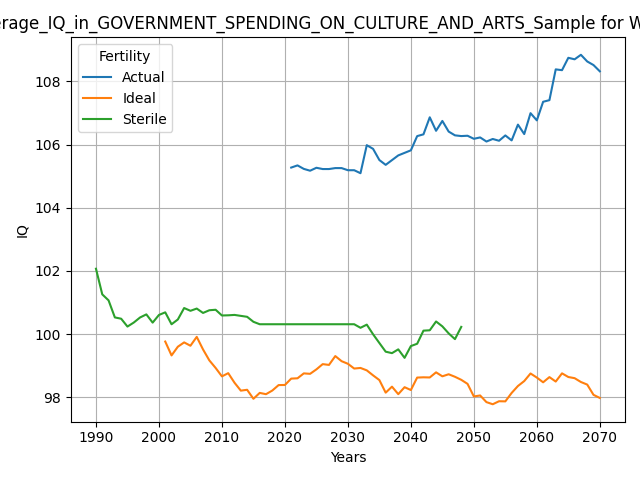 erage_IQ_in_GOVERNMENT_SPENDING_ON_CULTURE_AND_ARTS_Sample for W
Fertility
Actual
Ideal
Sterile
108
106
104
102
100
98
IQ
1990 2000 2010 2020 2030 2040 2050 2060 2070
Years